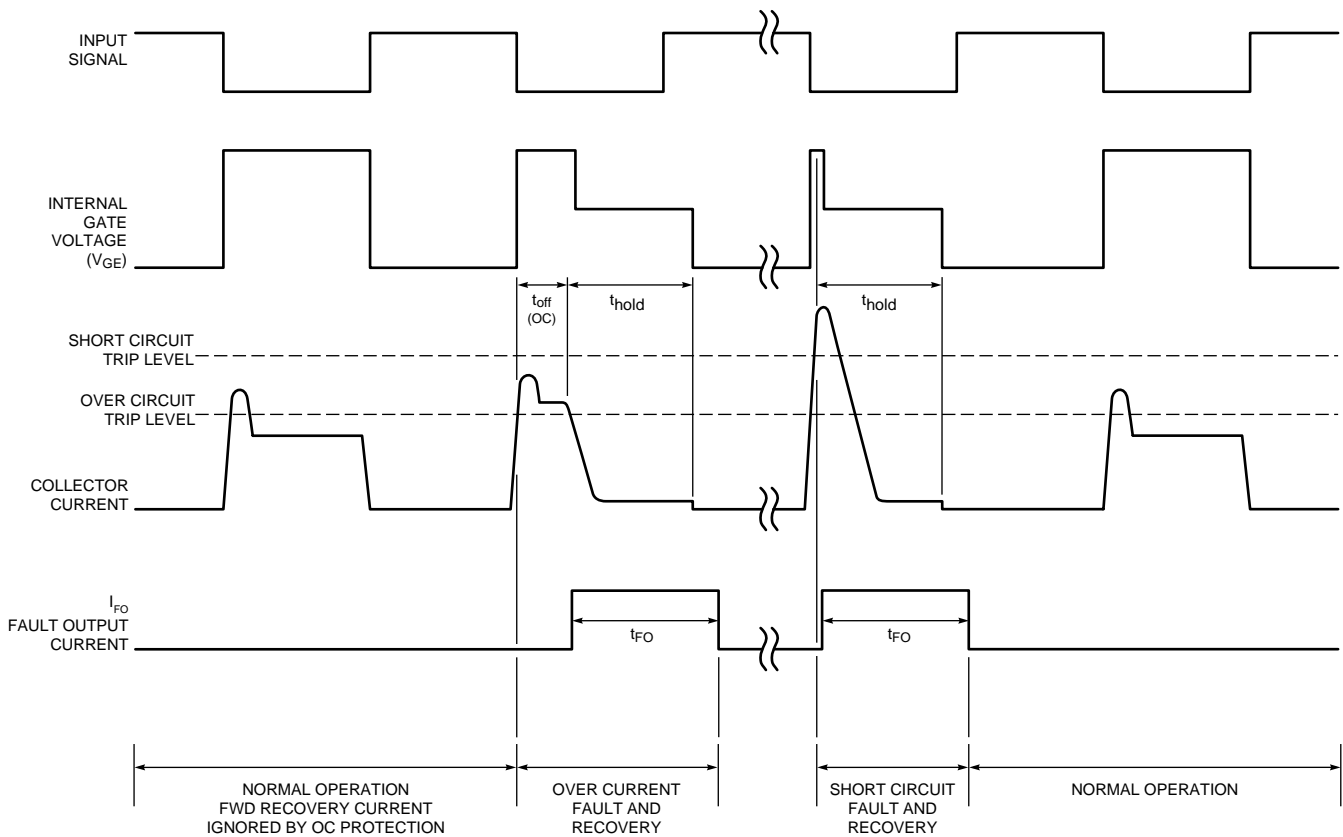 INPUT
SIGNAL
INTERNAL
GATE
VOLTAGE
(VGE)
toff
(OC)
thold
thold
SHORT CIRCUIT
TRIP LEVEL
OVER CIRCUIT
TRIP LEVEL
COLLECTOR
CURRENT
IFO
FAULT OUTPUT
CURRENT
tFO
tFO
NORMAL OPERATION
FWD RECOVERY CURRENT
IGNORED BY OC PROTECTION
OVER CURRENT
FAULT AND
RECOVERY
SHORT CIRCUIT
FAULT AND
RECOVERY
NORMAL OPERATION